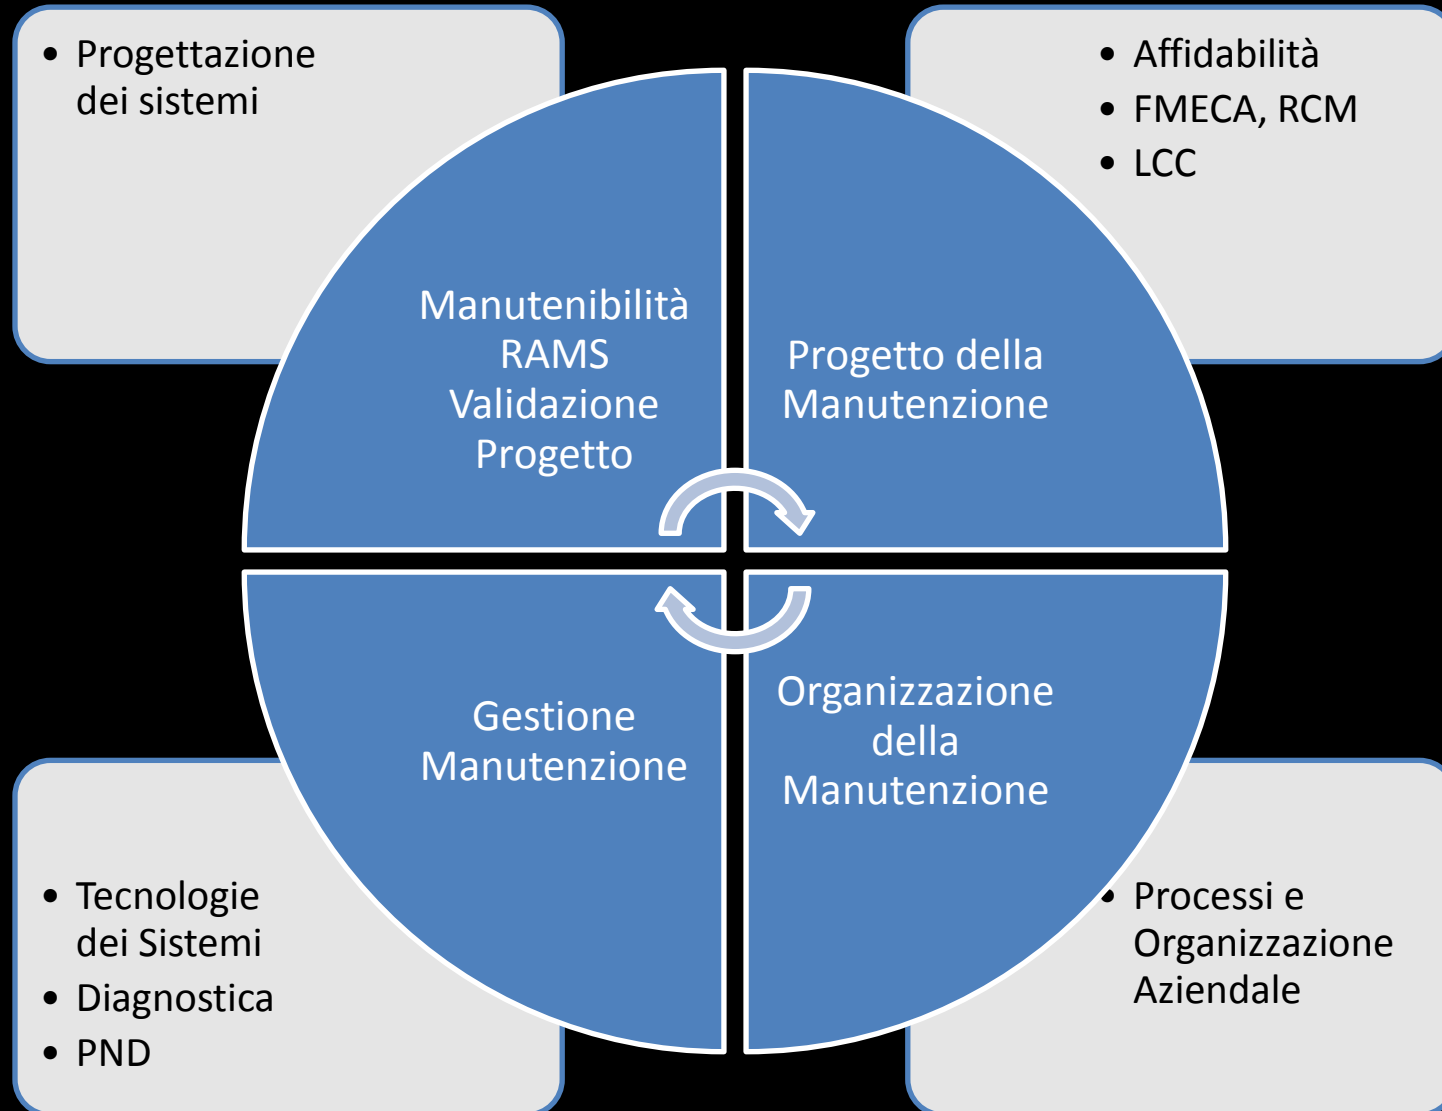 • Progettazione
dei sistemi
• Affidabilità
• FMECA, RCM
• LCC
Manutenibilità
RAMS
Validazione
Progetto
Progetto della
Manutenzione
Gestione
Manutenzione
Organizzazione
della
Manutenzione
• Tecnologie
dei Sistemi
• Diagnostica
• PND
• Processi e
Organizzazione
Aziendale